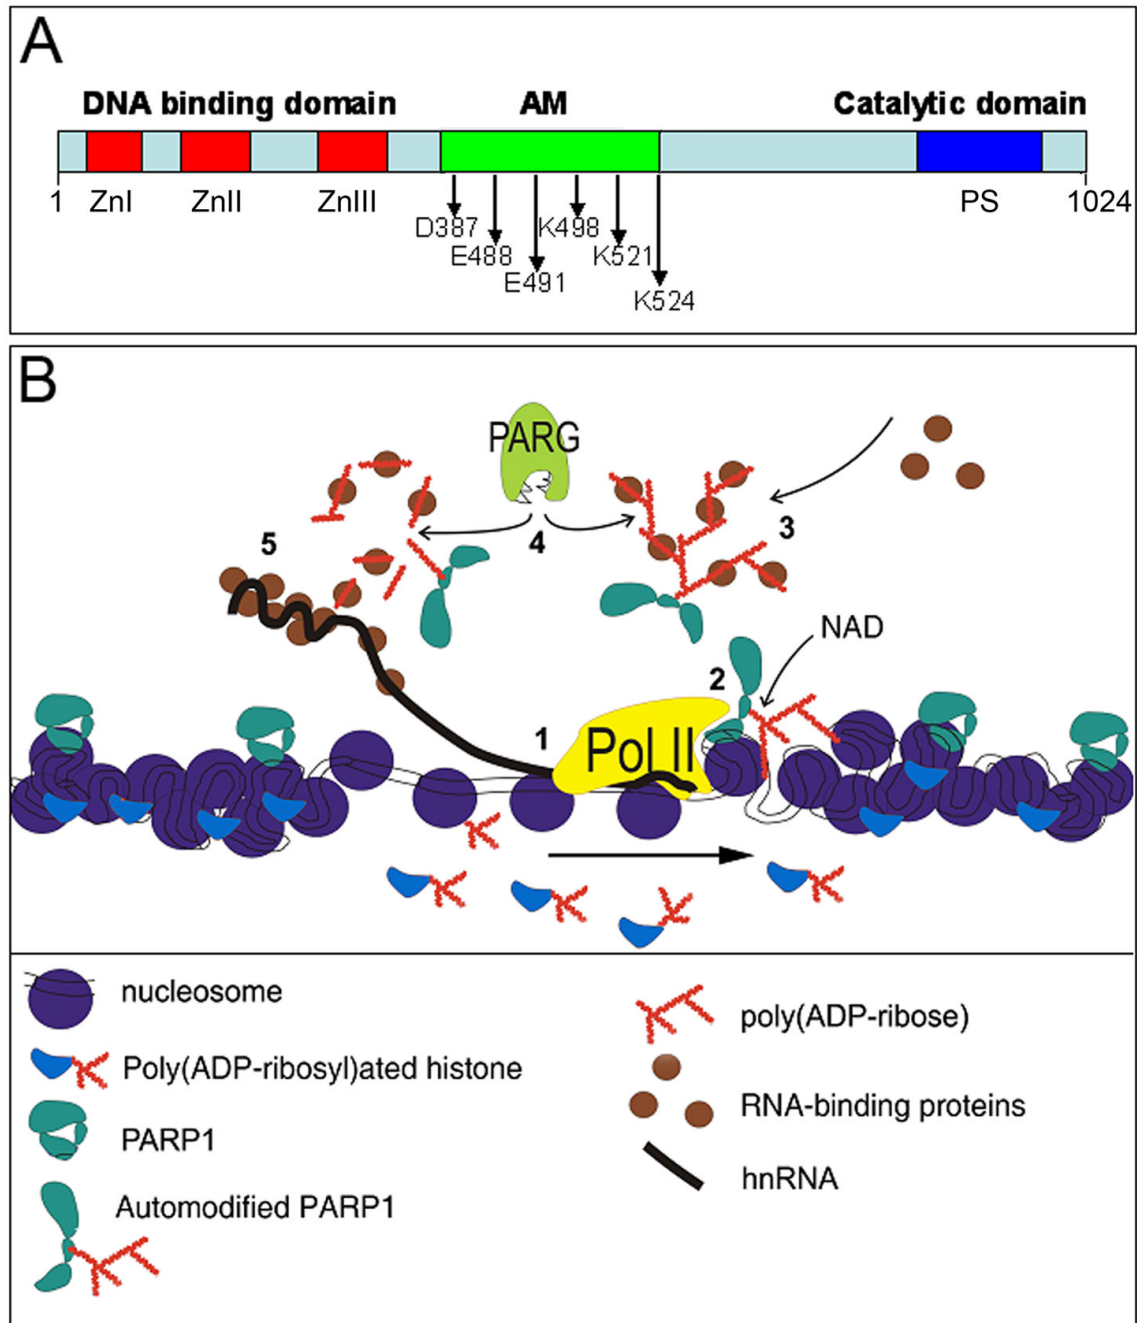 A
DNA binding domain AM Catalytic domain
1 ZnI ZnII ZnIII PS 1024
D387 K498
E488 K521
E491
K524
B
PARG
3
4
5
NAD
2
1
Pol II
nucleosome
poly(ADP-ribose)
Poly(ADP-ribosyl)ated histone
RNA-binding proteins
PARP1
hnRNA
Automodified PARP1